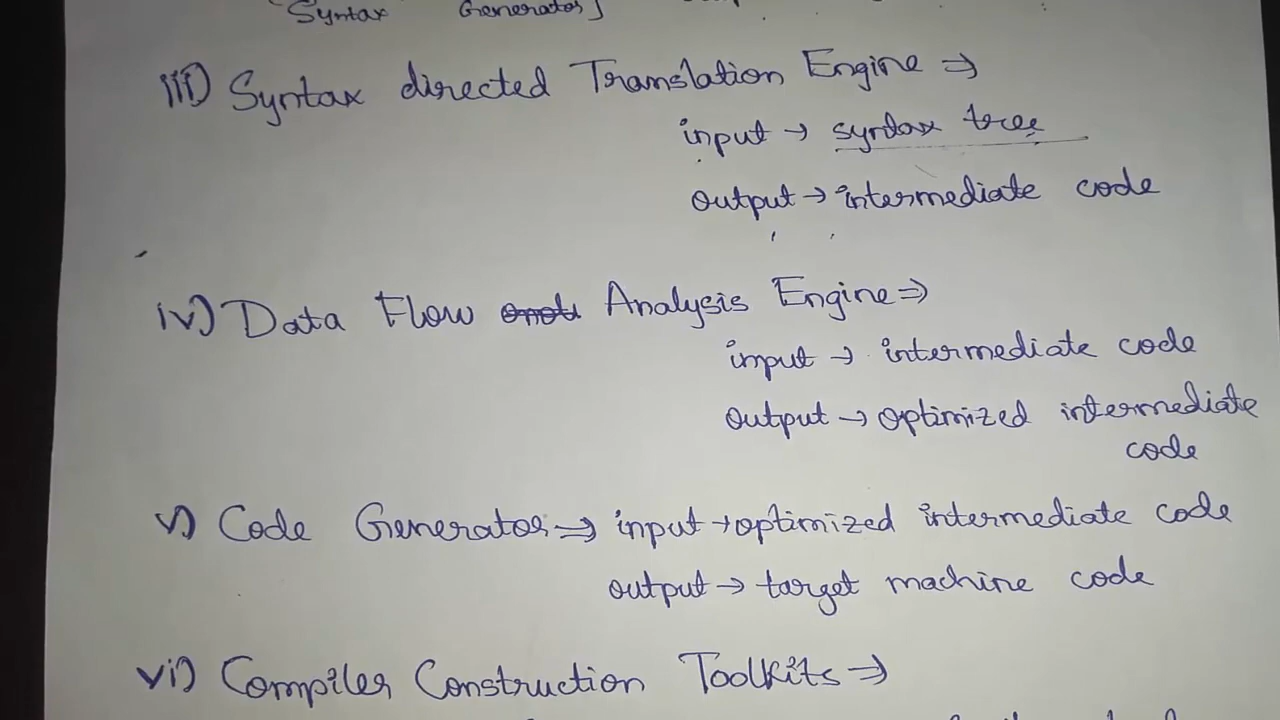 Syntax Generator]
iii) Syntax directed Translation Engine ⇒
input → syntax tree
output → intermediate code
iv) Data Flow Analysis Engine ⇒
input → intermediate code
output → optimized intermediate
code
v) Code Generator ⇒ input → optimized intermediate code
output → target machine code
vi) Compiler Construction Toolkits ⇒